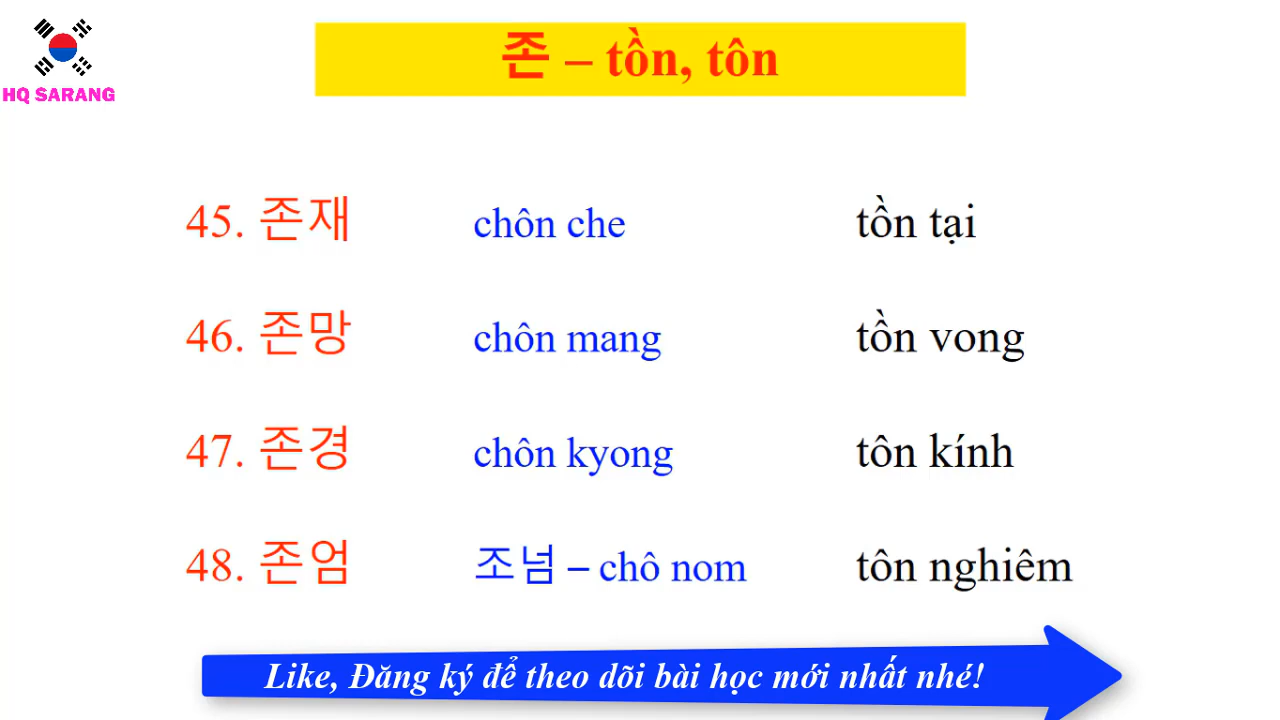 HQ SARANG
존 – tồn, tôn
45. 존재 chôn che tồn tại
46. 존망 chôn mang tồn vong
47. 존경 chôn kyong tôn kính
48. 존엄 조넘 – chô nom tôn nghiêm
Like, Đăng ký để theo dõi bài học mới nhất nhé!